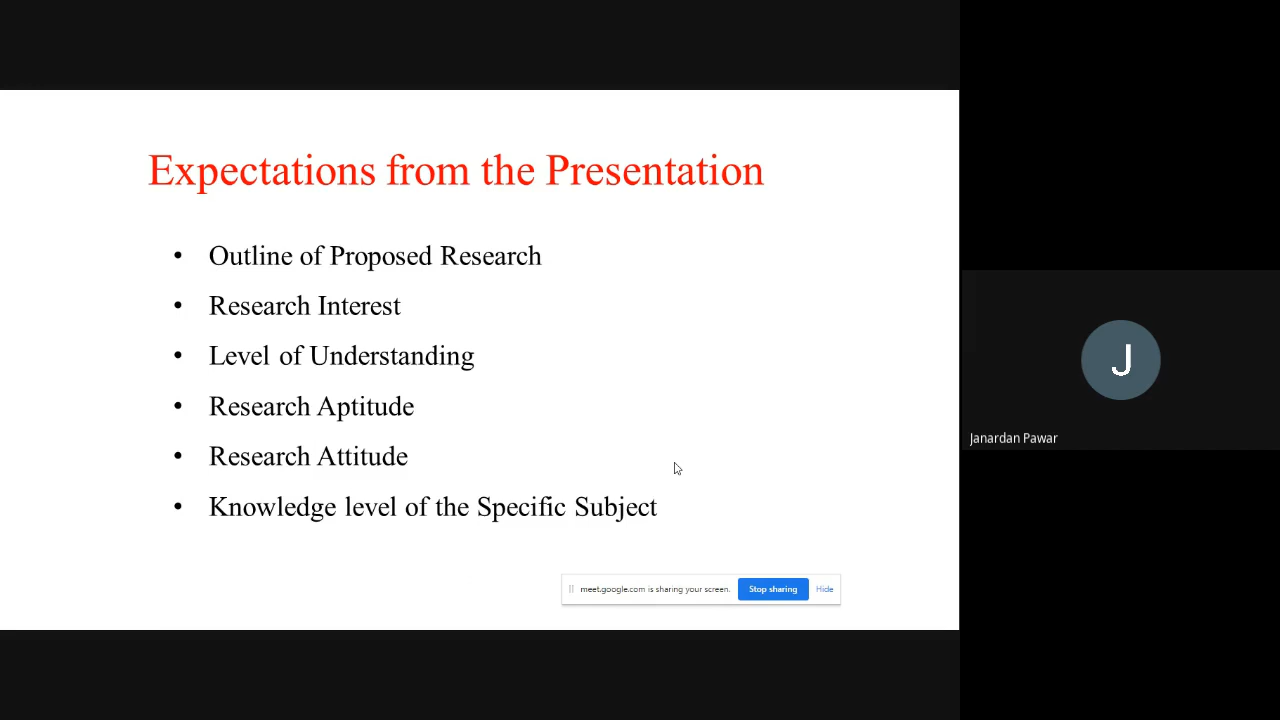 Expectations from the Presentation
• Outline of Proposed Research
• Research Interest
• Level of Understanding
• Research Aptitude
• Research Attitude
• Knowledge level of the Specific Subject
meet.google.com is sharing your screen. Stop sharing Hide
J
Janardan Pawar